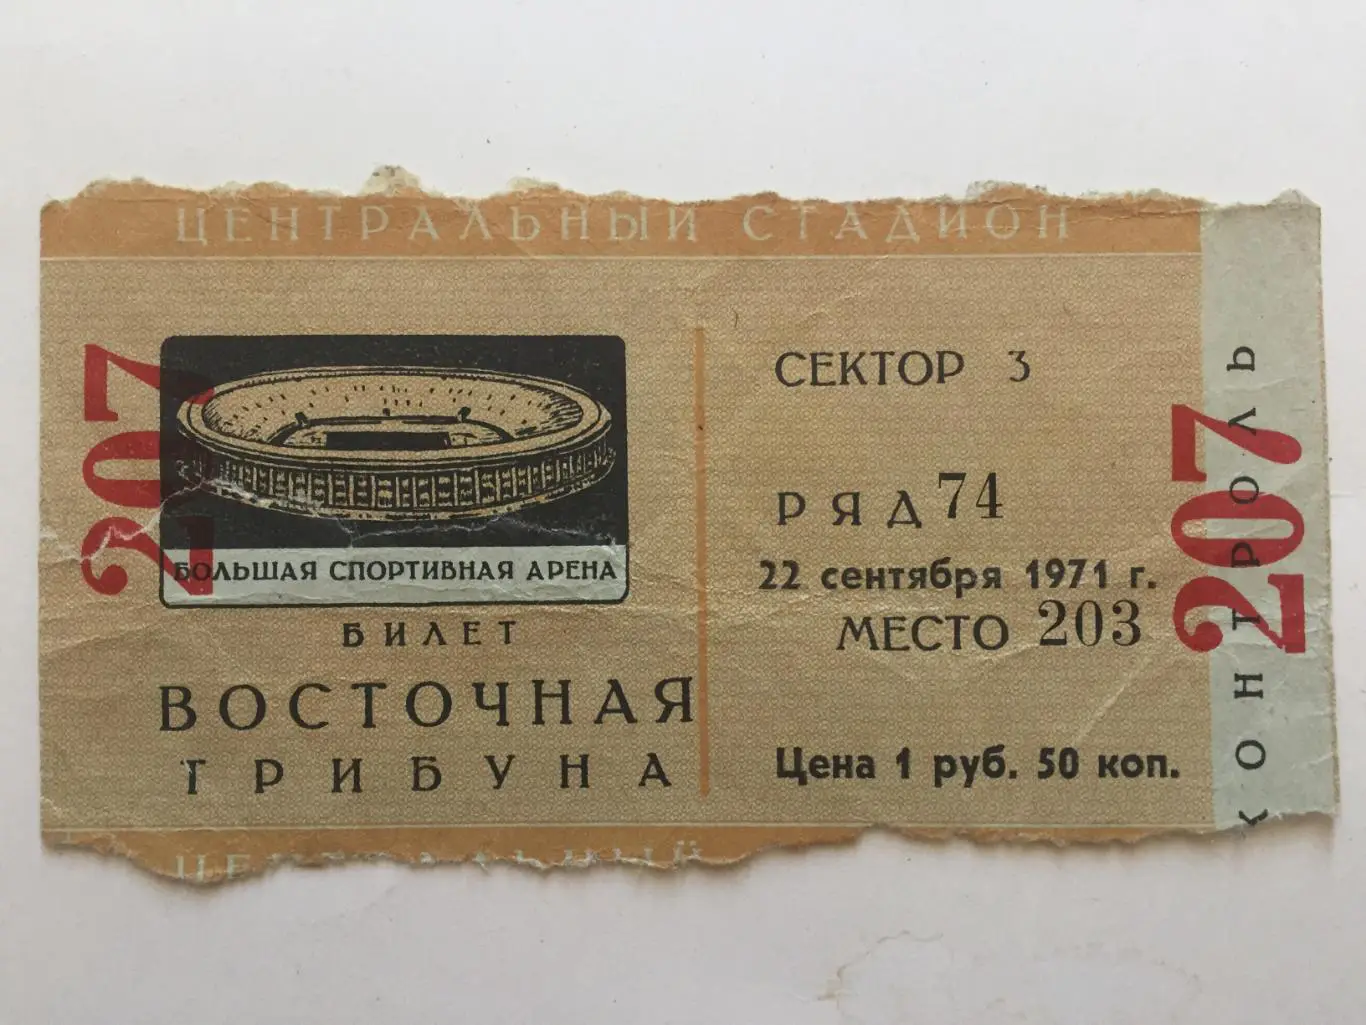 ЦЕНТРАЛЬНЫЙ СТАДИОН
207
БОЛЬШАЯ СПОРТИВНАЯ АРЕНА
БИЛЕТ
ВОСТОЧНАЯ
ТРИБУНА
СЕКТОР 3
РЯД 74
22 сентября 1971 г.
МЕСТО 203
Цена 1 руб. 50 коп.
КОНТРОЛЬ
207
ЦЕНТРАЛЬНЫЙ